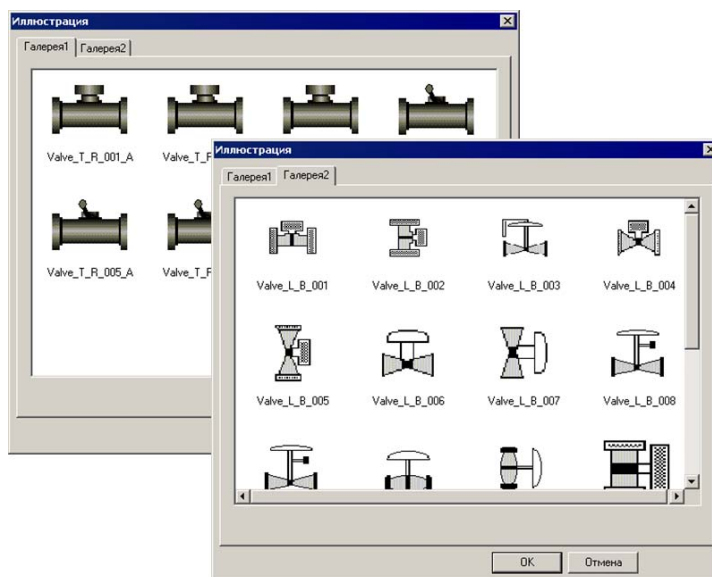 Иллюстрация
Галерея1 Галерея2
Valve_T_R_001_A
Valve_T_R_005_A
Иллюстрация
Галерея1 Галерея2
Valve_L_B_001 Valve_L_B_002 Valve_L_B_003 Valve_L_B_004
Valve_L_B_005 Valve_L_B_006 Valve_L_B_007 Valve_L_B_008
OK Отмена